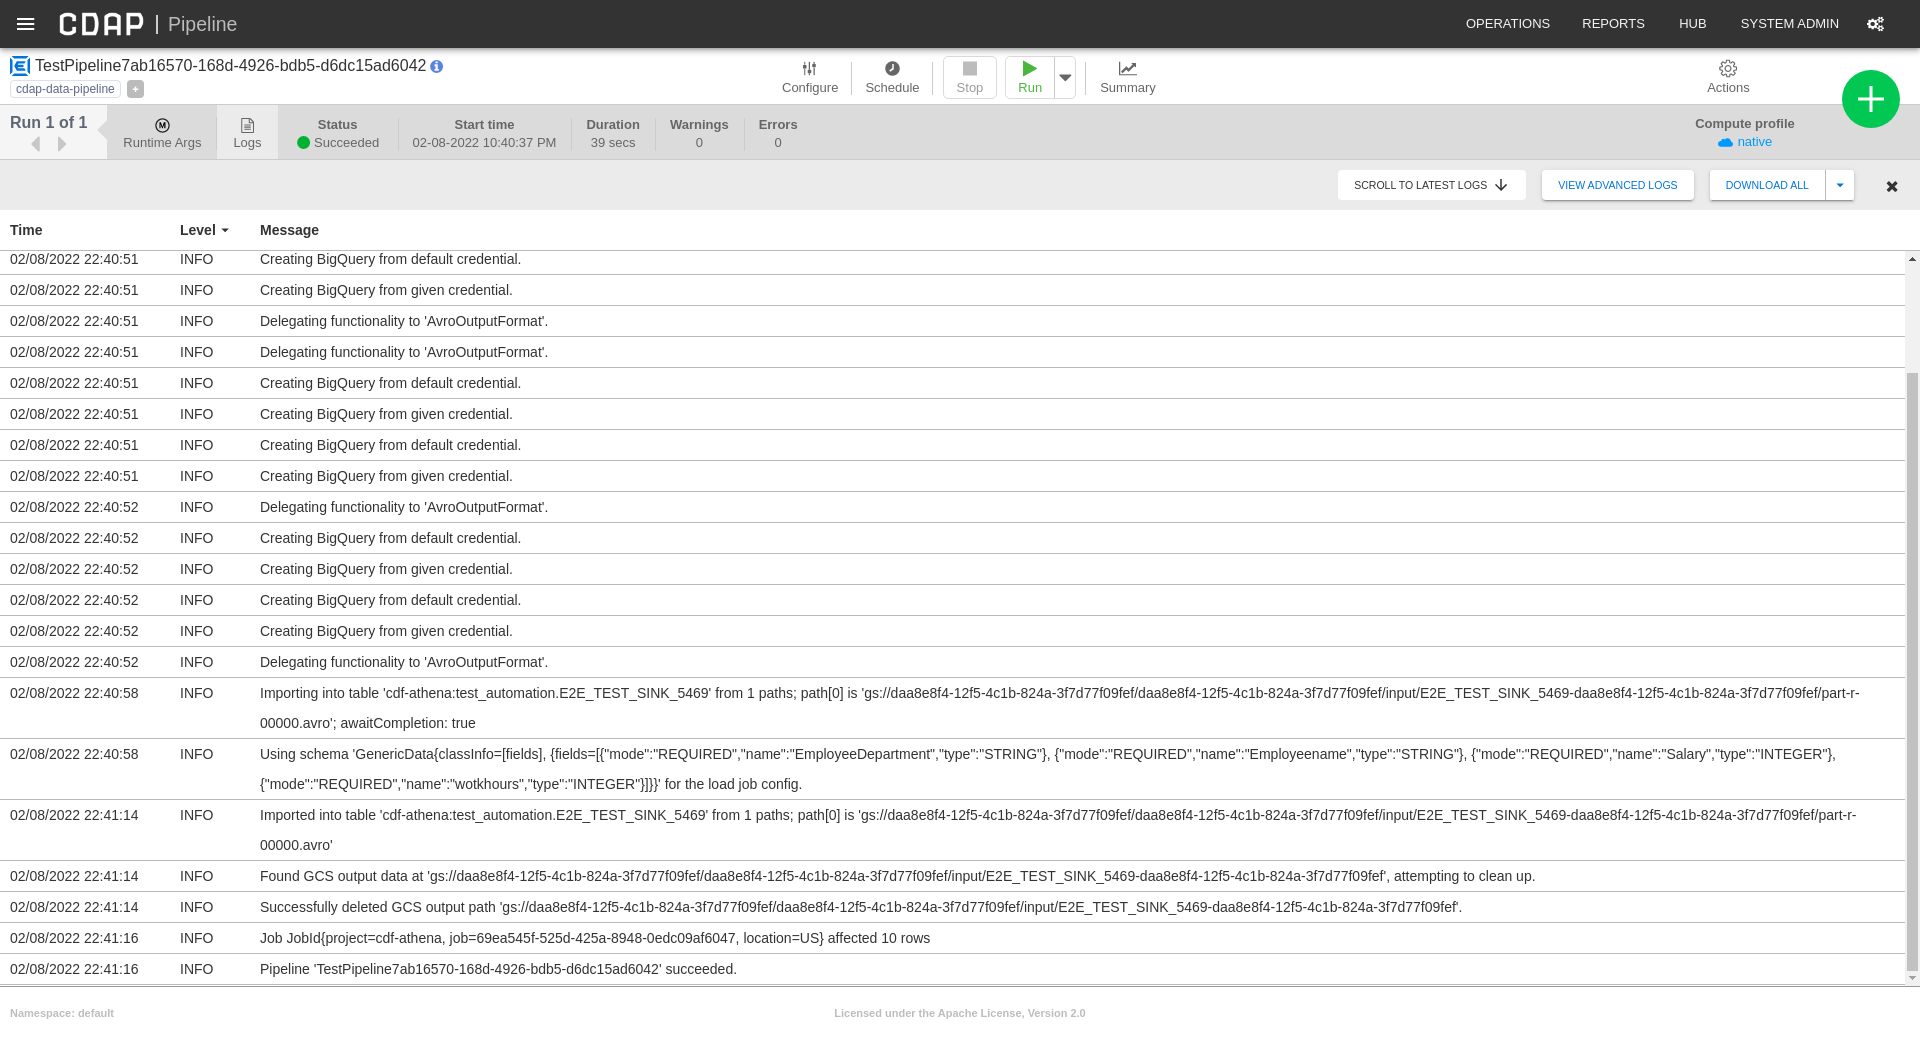 CDAP | Pipeline
OPERATIONS REPORTS HUB SYSTEM ADMIN
TestPipeline7ab16570-168d-4926-bdb5-d6dc15ad6042
cdap-data-pipeline +
Configure Schedule Stop Run Summary Actions
Run 1 of 1
Runtime Args
Logs
Status
Succeeded
Start time
02-08-2022 10:40:37 PM
Duration
39 secs
Warnings
0
Errors
0
Compute profile
native
SCROLL TO LATEST LOGS VIEW ADVANCED LOGS DOWNLOAD ALL
Time Level Message
02/08/2022 22:40:51 INFO Creating BigQuery from default credential.
02/08/2022 22:40:51 INFO Creating BigQuery from given credential.
02/08/2022 22:40:51 INFO Delegating functionality to 'AvroOutputFormat'.
02/08/2022 22:40:51 INFO Delegating functionality to 'AvroOutputFormat'.
02/08/2022 22:40:51 INFO Creating BigQuery from default credential.
02/08/2022 22:40:51 INFO Creating BigQuery from given credential.
02/08/2022 22:40:51 INFO Creating BigQuery from default credential.
02/08/2022 22:40:51 INFO Creating BigQuery from given credential.
02/08/2022 22:40:52 INFO Delegating functionality to 'AvroOutputFormat'.
02/08/2022 22:40:52 INFO Creating BigQuery from default credential.
02/08/2022 22:40:52 INFO Creating BigQuery from given credential.
02/08/2022 22:40:52 INFO Creating BigQuery from default credential.
02/08/2022 22:40:52 INFO Creating BigQuery from given credential.
02/08/2022 22:40:52 INFO Delegating functionality to 'AvroOutputFormat'.
02/08/2022 22:40:58 INFO Importing into table 'cdf-athena:test_automation.E2E_TEST_SINK_5469' from 1 paths; path[0] is 'gs://daa8e8f4-12f5-4c1b-824a-3f7d77f09fef/daa8e8f4-12f5-4c1b-824a-3f7d77f09fef/input/E2E_TEST_SINK_5469-daa8e8f4-12f5-4c1b-824a-3f7d77f09fef/part-r-
00000.avro'; awaitCompletion: true
02/08/2022 22:40:58 INFO Using schema 'GenericData{classInfo=[fields], {fields=[{"mode":"REQUIRED","name":"EmployeeDepartment","type":"STRING"}, {"mode":"REQUIRED","name":"Employeename","type":"STRING"}, {"mode":"REQUIRED","name":"Salary","type":"INTEGER"},
{"mode":"REQUIRED","name":"wotkhours","type":"INTEGER"}]}}' for the load job config.
02/08/2022 22:41:14 INFO Imported into table 'cdf-athena:test_automation.E2E_TEST_SINK_5469' from 1 paths; path[0] is 'gs://daa8e8f4-12f5-4c1b-824a-3f7d77f09fef/daa8e8f4-12f5-4c1b-824a-3f7d77f09fef/input/E2E_TEST_SINK_5469-daa8e8f4-12f5-4c1b-824a-3f7d77f09fef/part-r-
00000.avro'
02/08/2022 22:41:14 INFO Found GCS output data at 'gs://daa8e8f4-12f5-4c1b-824a-3f7d77f09fef/daa8e8f4-12f5-4c1b-824a-3f7d77f09fef/input/E2E_TEST_SINK_5469-daa8e8f4-12f5-4c1b-824a-3f7d77f09fef', attempting to clean up.
02/08/2022 22:41:14 INFO Successfully deleted GCS output path 'gs://daa8e8f4-12f5-4c1b-824a-3f7d77f09fef/daa8e8f4-12f5-4c1b-824a-3f7d77f09fef/input/E2E_TEST_SINK_5469-daa8e8f4-12f5-4c1b-824a-3f7d77f09fef'.
02/08/2022 22:41:16 INFO Job JobId{project=cdf-athena, job=69ea545f-525d-425a-8948-0edc09af6047, location=US} affected 10 rows
02/08/2022 22:41:16 INFO Pipeline 'TestPipeline7ab16570-168d-4926-bdb5-d6dc15ad6042' succeeded.
Namespace: default Licensed under the Apache License, Version 2.0